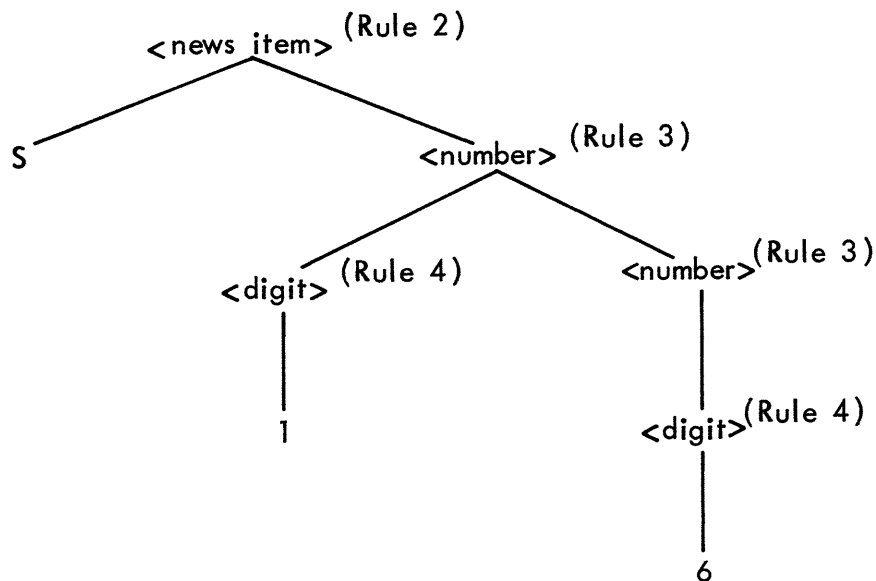 <news item> (Rule 2)
S
<number> (Rule 3)
<digit> (Rule 4)
<number> (Rule 3)
1
<digit> (Rule 4)
6